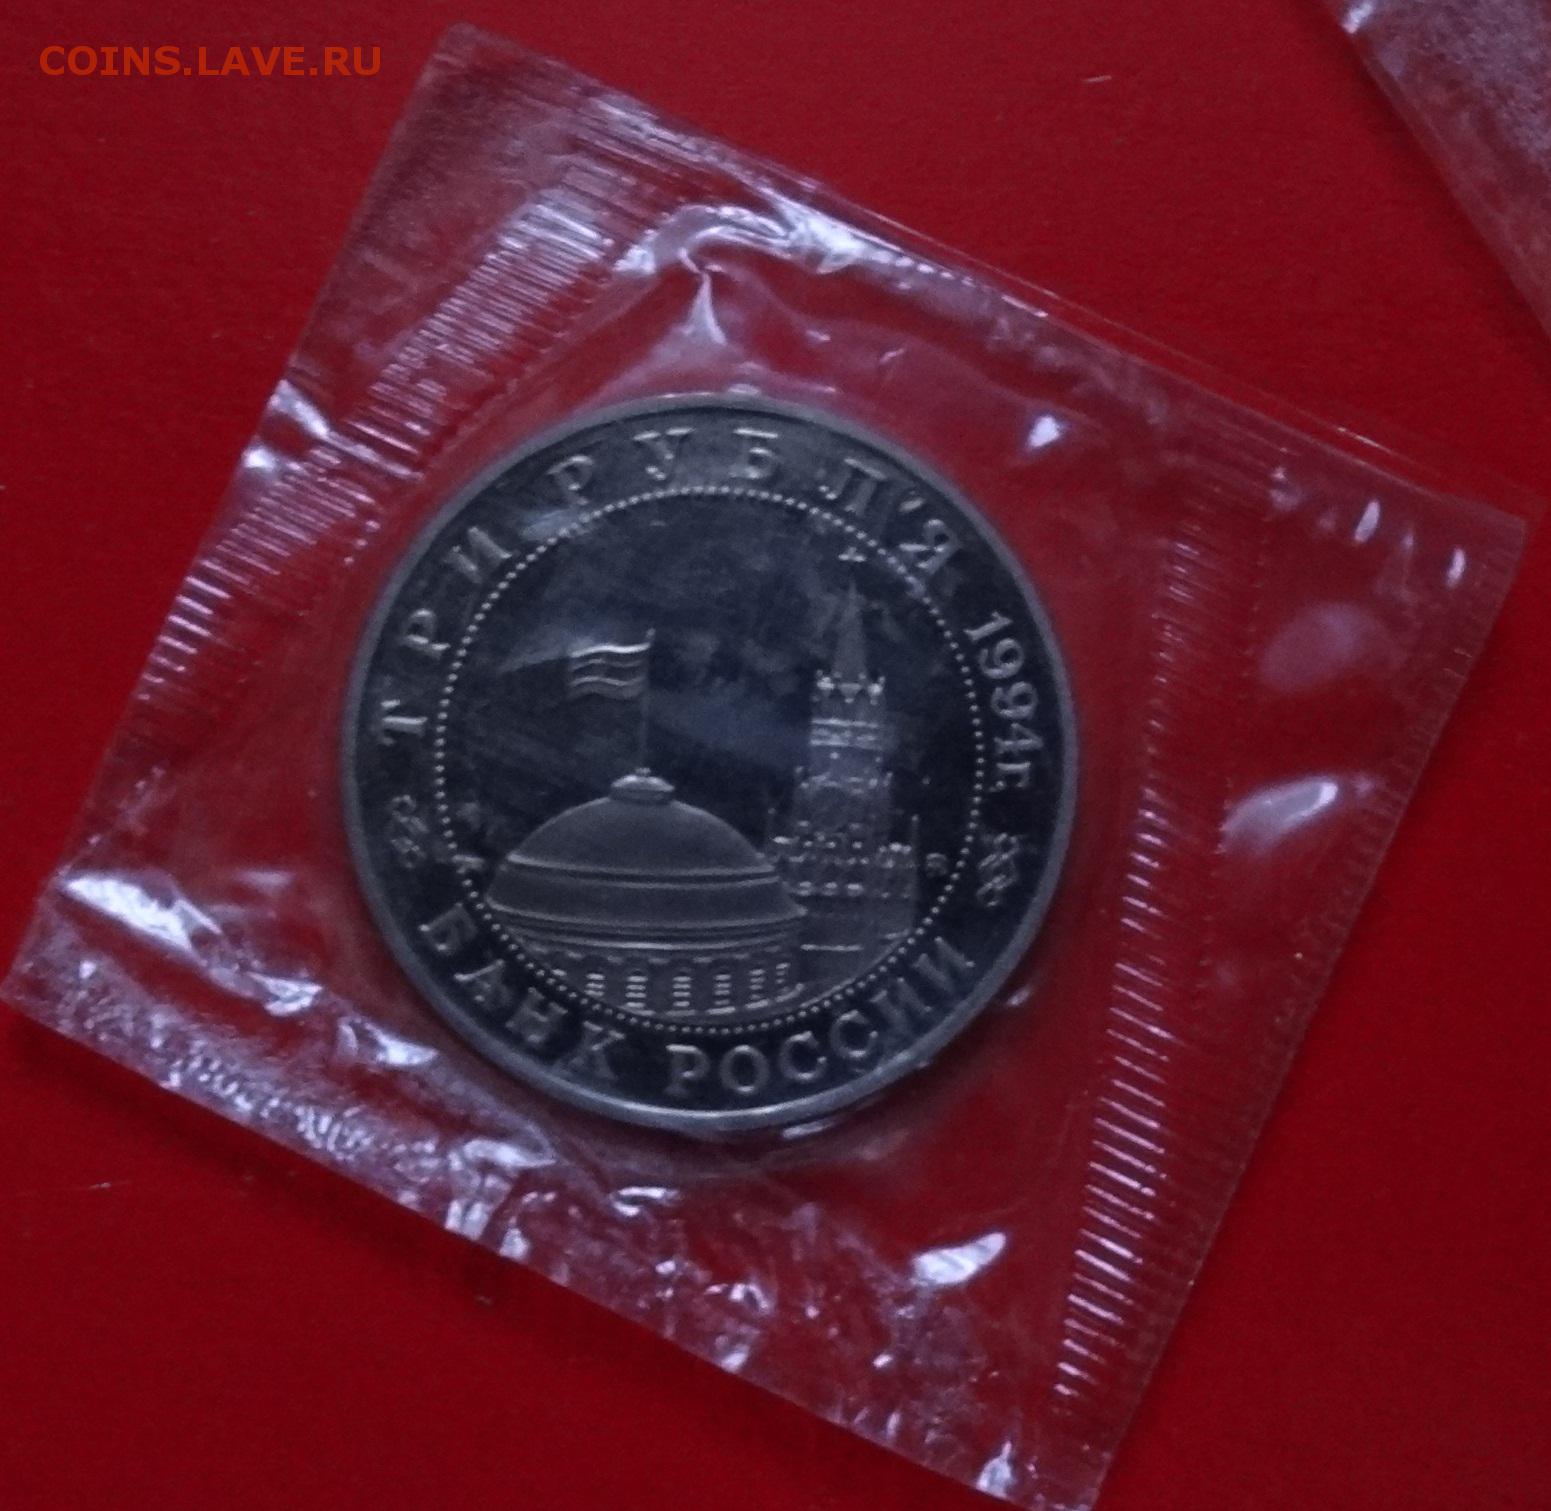 COINS.LAVE.RU
ТРИ РУБЛЯ 1994г.
БАНК РОССИИ